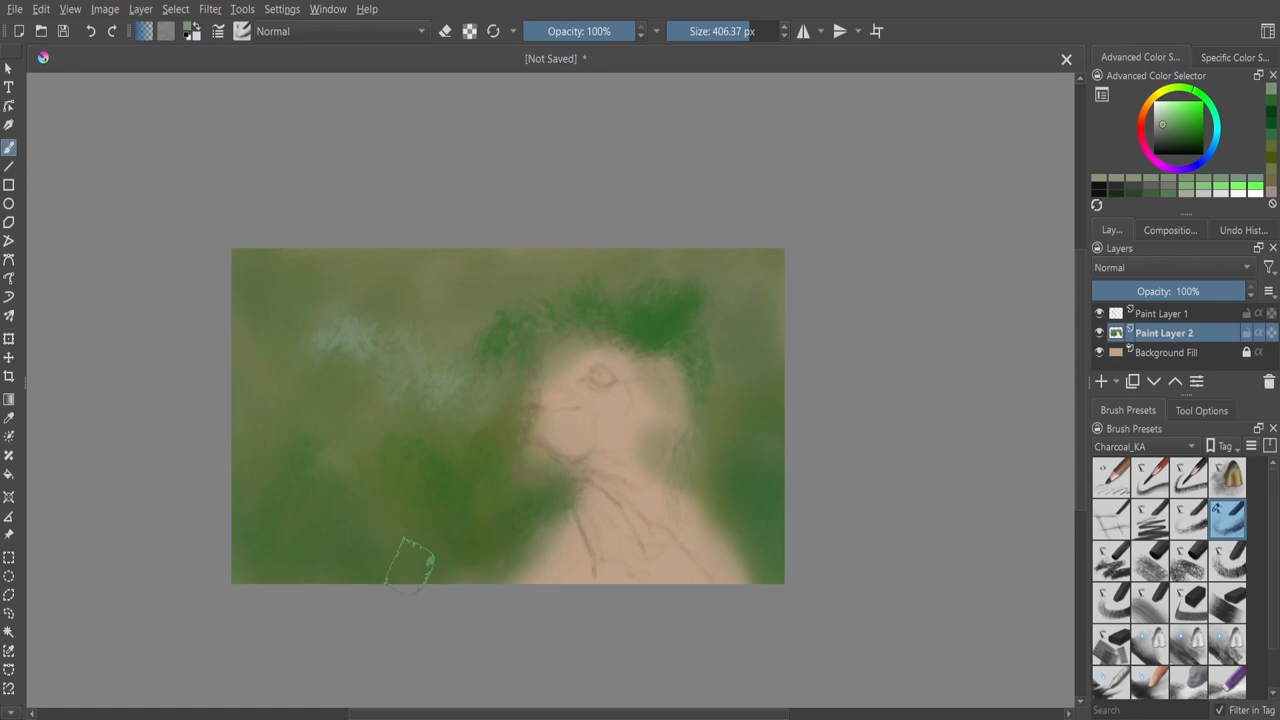 File Edit View Image Layer Select Filter Tools Settings Window Help
Normal Opacity: 100% Size: 406.37 px
[Not Saved] *
Advanced Color S... Specific Color S...
Advanced Color Selector
Lay... Compositio... Undo Hist...
Layers
Normal
Opacity: 100%
Paint Layer 1
Paint Layer 2
Background Fill
Brush Presets Tool Options
Brush Presets
Charcoal_KA Tag
Search Filter in Tag